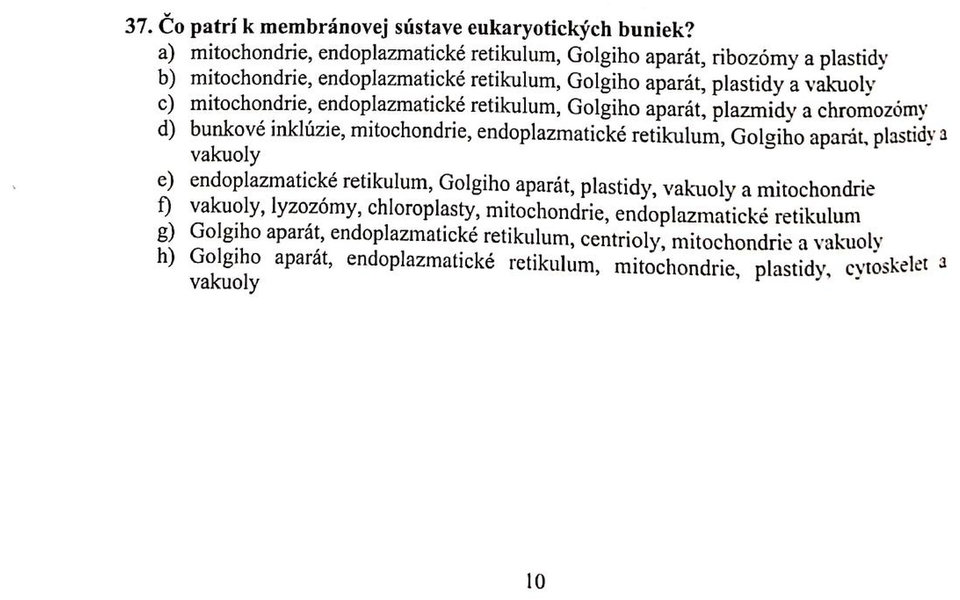 37. Čo patrí k membránovej sústave eukaryotických buniek?
a) mitochondrie, endoplazmatické retikulum, Golgiho aparát, ribozómy a plastidy
b) mitochondrie, endoplazmatické retikulum, Golgiho aparát, plastidy a vakuoly
c) mitochondrie, endoplazmatické retikulum, Golgiho aparát, plazmidy a chromozómy
d) bunkové inklúzie, mitochondrie, endoplazmatické retikulum, Golgiho aparát, plastidy a
vakuoly
e) endoplazmatické retikulum, Golgiho aparát, plastidy, vakuoly a mitochondrie
f) vakuoly, lyzozómy, chloroplasty, mitochondrie, endoplazmatické retikulum
g) Golgiho aparát, endoplazmatické retikulum, centrioly, mitochondrie a vakuoly
h) Golgiho aparát, endoplazmatické retikulum, mitochondrie, plastidy, cytoskelet a
vakuoly
10